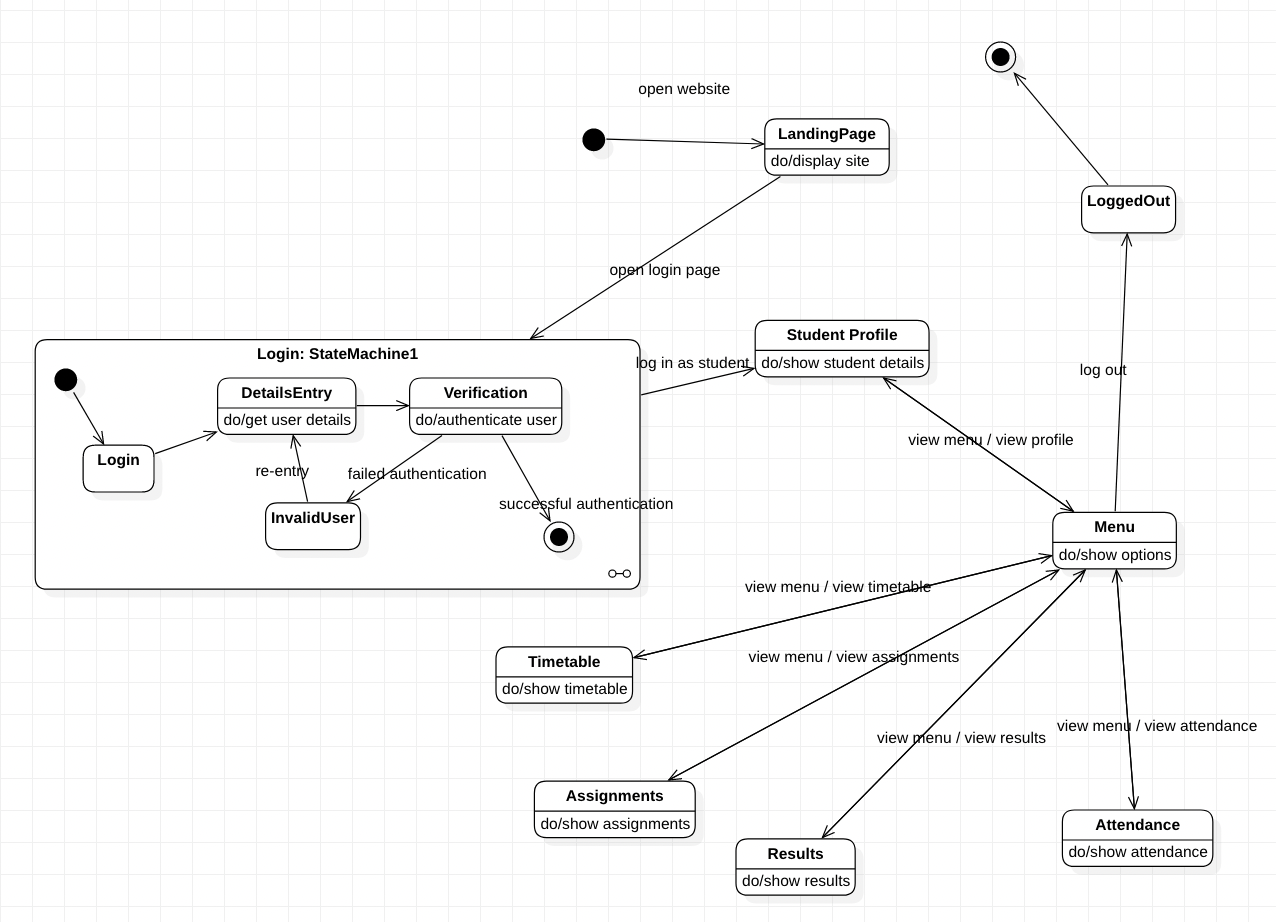 open website
LandingPage
do/display site
LoggedOut
open login page
Student Profile
do/show student details
log in as student
log out
Login: StateMachine1
DetailsEntry
do/get user details
Verification
do/authenticate user
Login
re-entry
failed authentication
successful authentication
InvalidUser
view menu / view profile
Menu
do/show options
view menu / view timetable
Timetable
do/show timetable
view menu / view assignments
view menu / view results
view menu / view attendance
Assignments
do/show assignments
Results
do/show results
Attendance
do/show attendance